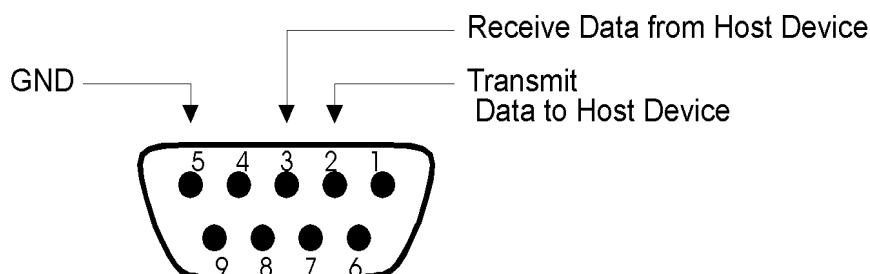 Receive Data from Host Device
GND
Transmit
Data to Host Device
5 4 3 2 1
9 8 7 6